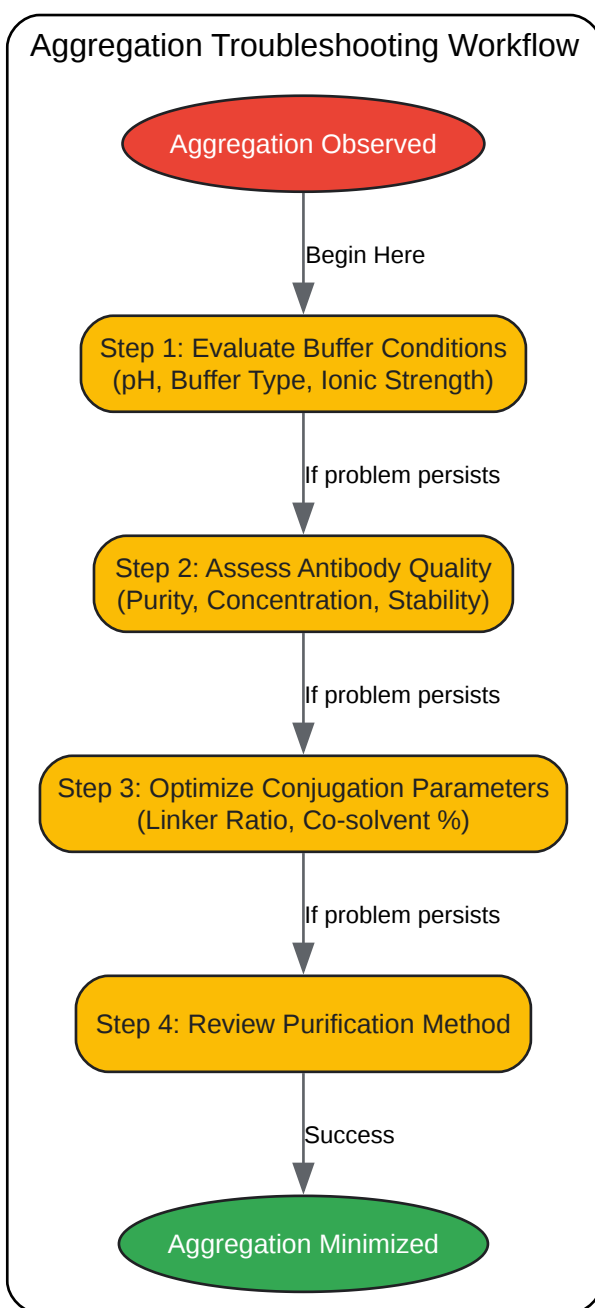 Aggregation Troubleshooting Workflow
Aggregation Observed
Begin Here
Step 1: Evaluate Buffer Conditions
(pH, Buffer Type, Ionic Strength)
If problem persists
Step 2: Assess Antibody Quality
(Purity, Concentration, Stability)
If problem persists
Step 3: Optimize Conjugation Parameters
(Linker Ratio, Co-solvent %)
If problem persists
Step 4: Review Purification Method
Success
Aggregation Minimized